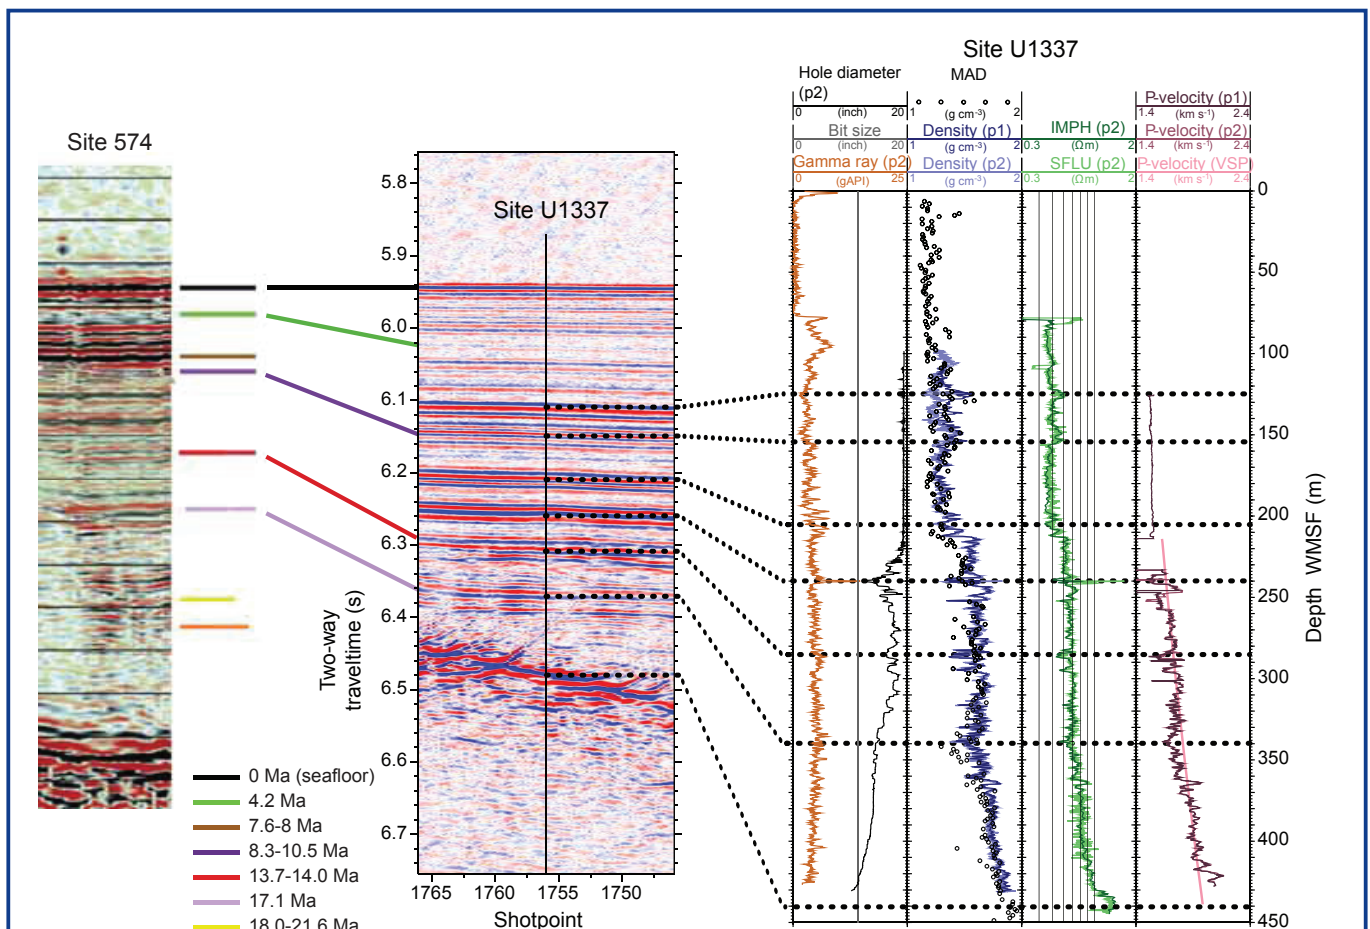 Site U1337
Hole diameter
(p2)
MAD
0 (inch) 20
1 (g cm-3) 2
P-velocity (p1)
1.4 (km s-1) 2.4
Bit size
Density (p1)
IMPH (p2)
P-velocity (p2)
0 (inch) 20
1 (g cm-3) 2
0.3 (Ωm) 2
1.4 (km s-1) 2.4
Gamma ray (p2)
Density (p2)
SFLU (p2)
P-velocity (VSP)
0 (gAPI) 25
1 (g cm-3) 2
0.3 (Ωm) 2
1.4 (km s-1) 2.4
Site 574
Site U1337
5.8
5.9
6.0
6.1
6.2
6.3
6.4
6.5
6.6
6.7
Two-way
traveltime (s)
1765 1760 1755 1750
Shotpoint
0
50
100
150
200
250
300
350
400
450
Depth WMSF (m)
0 Ma (seafloor)
4.2 Ma
7.6-8 Ma
8.3-10.5 Ma
13.7-14.0 Ma
17.1 Ma
18.0-21.6 Ma